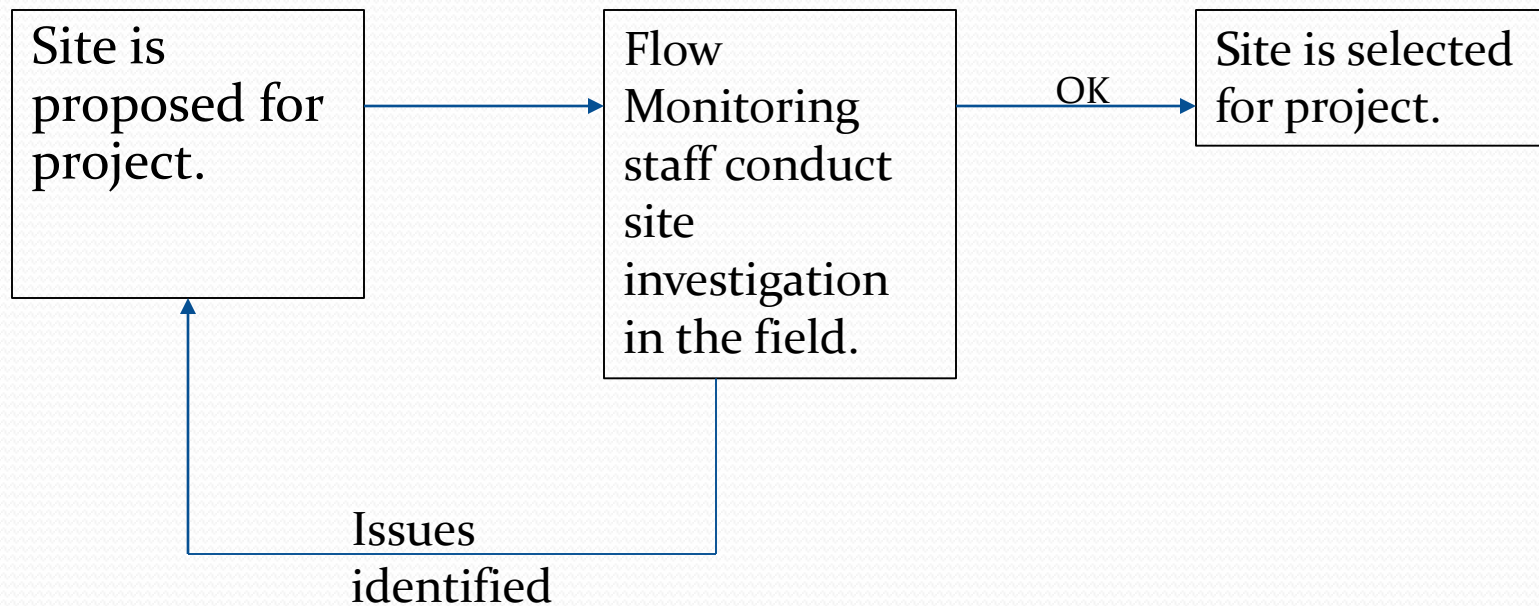 Site is
proposed for
project.
Flow
Monitoring
staff conduct
site
investigation
in the field.
OK
Site is selected
for project.
Issues
identified